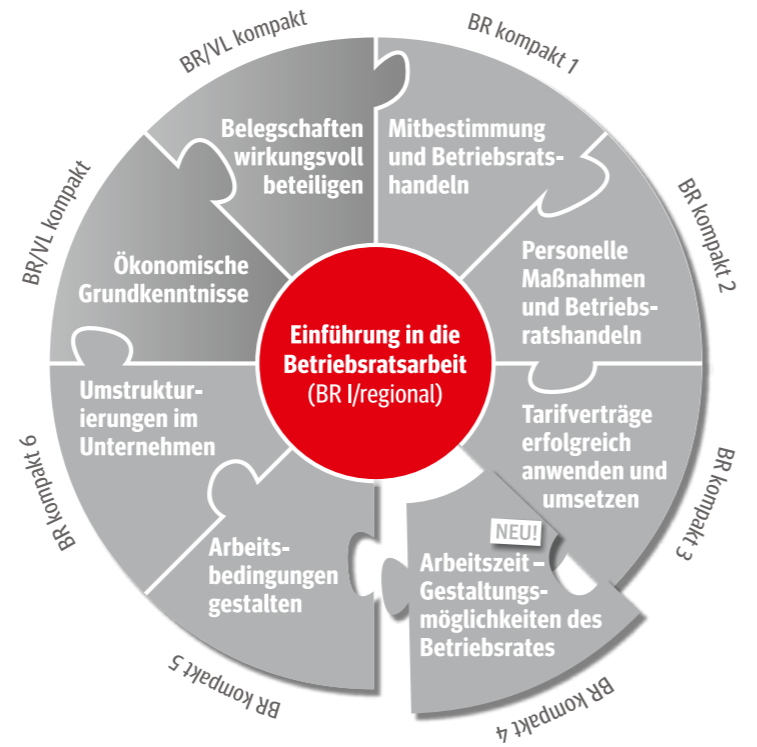 BR kompakt 1
Mitbestimmung
und Betriebsrats-
handeln
BR kompakt 2
Personelle
Maßnahmen
und Betriebs-
ratshandeln
BR kompakt 3
Tarifverträge
erfolgreich
anwenden und
umsetzen
BR kompakt 4
NEU!
Arbeitszeit –
Gestaltungs-
möglichkeiten des
Betriebsrates
BR kompakt 5
Arbeits-
bedingungen
gestalten
BR kompakt 6
Umstruktur-
ierungen im
Unternehmen
BR/VL kompakt
Ökonomische
Grundkenntnisse
BR/VL kompakt
Belegschaften
wirkungsvoll
beteiligen
Einführung in die
Betriebsratsarbeit
(BR I/regional)